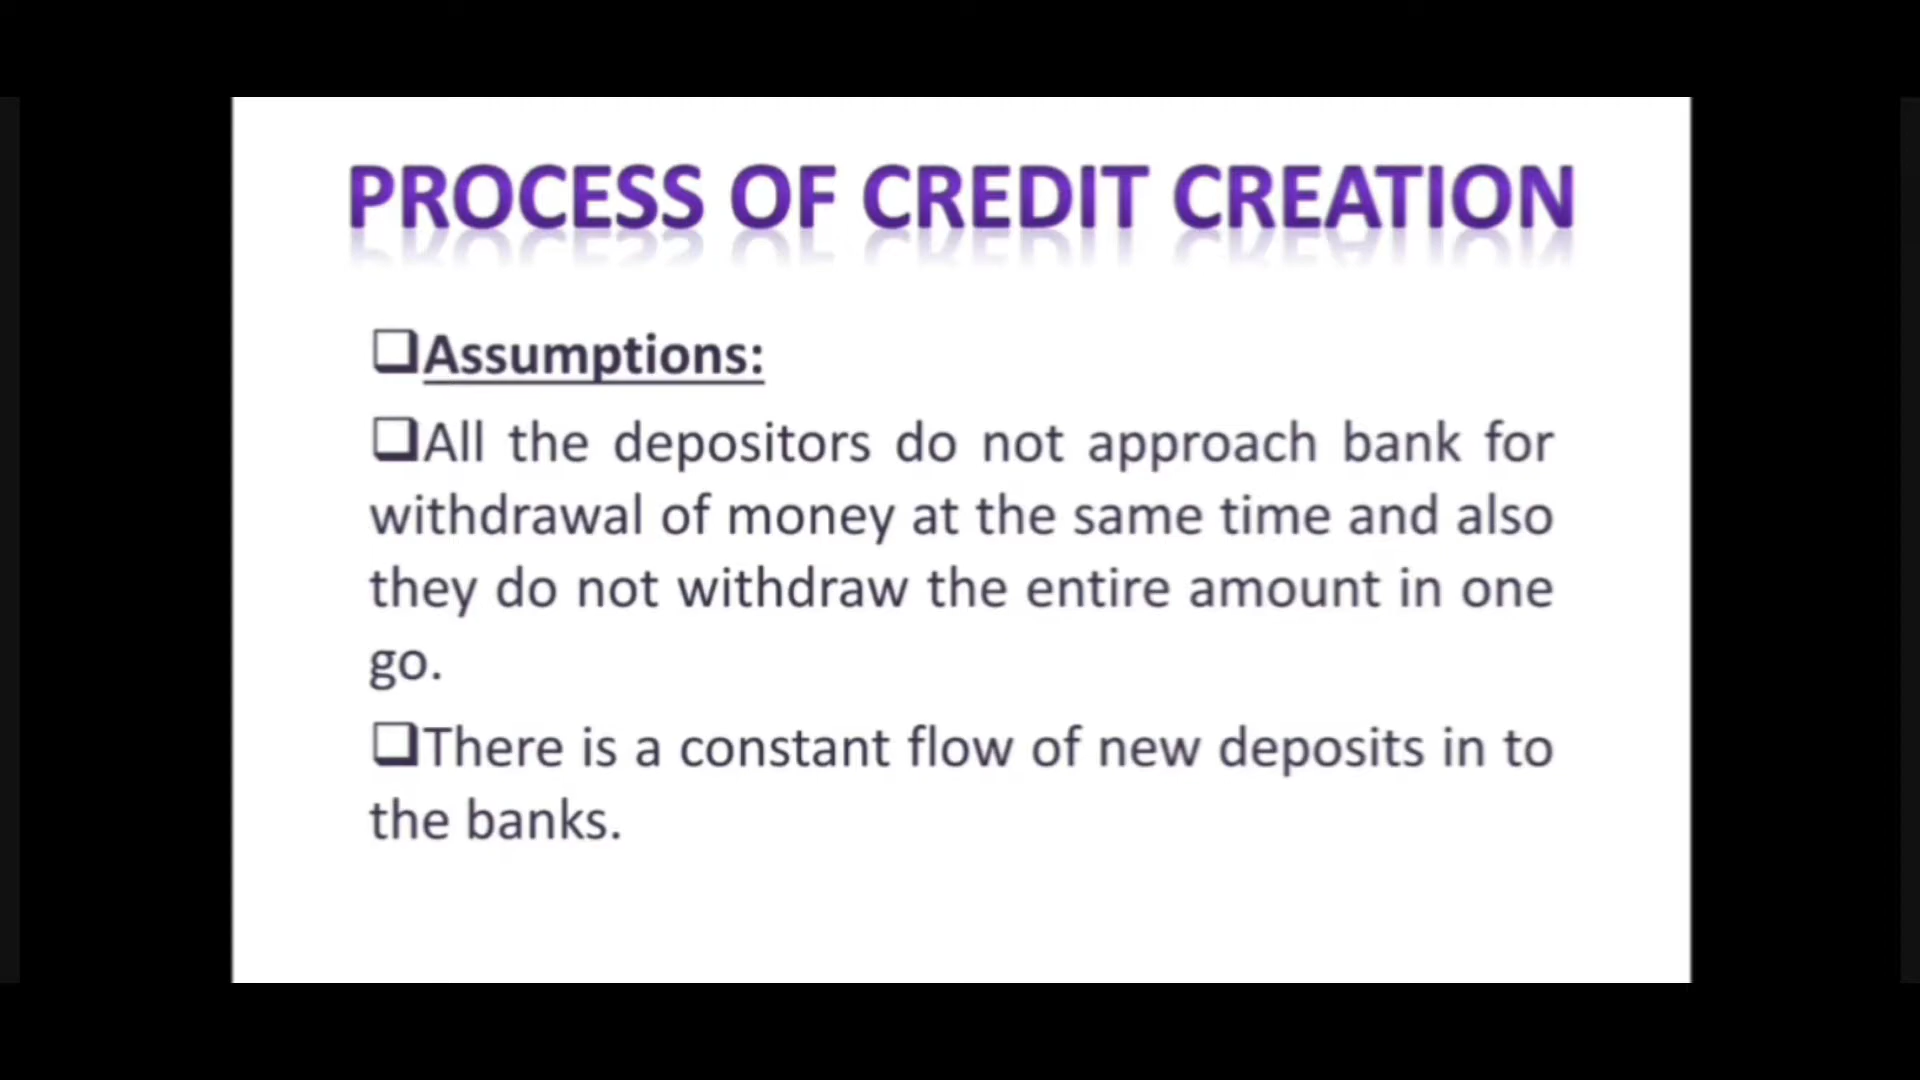 PROCESS OF CREDIT CREATION
❑Assumptions:
❑All the depositors do not approach bank for
withdrawal of money at the same time and also
they do not withdraw the entire amount in one
go.
❑There is a constant flow of new deposits in to
the banks.